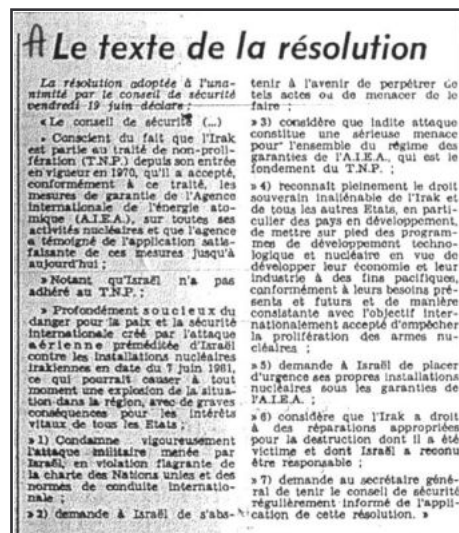 A Le texte de la résolution
La résolution adoptée à l'una-
nimité par le conseil de sécurité
vendredi 19 juin déclare :
« Le conseil de sécurité (...)
» Conscient du fait que l'Irak
est partie au traité de non-proli-
fération (T.N.P.) depuis son entrée
en vigueur en 1970, qu'il a accepté,
conformément à ce traité, les
mesures de garantie de l'Agence
internationale de l'énergie ato-
mique (A.I.E.A.), sur toutes ses
activités nucléaires et que l'agence
a témoigné de l'application satis-
faisante de ces mesures jusqu'à
aujourd'hui ;
» Notant qu'Israël n'a pas
adhéré au T.N.P. ;
» Profondément soucieux du
danger pour la paix et la sécurité
internationale créé par l'attaque
aérienne préméditée d'Israël
contre les installations nucléaires
irakiennes en date du 7 juin 1981,
ce qui pourrait causer à tout
moment une explosion de la situa-
tion dans la région, avec de graves
conséquences pour les intérêts
vitaux de tous les Etats ;
» 1) Condamne vigoureusement
l'attaque militaire menée par
Israël, en violation flagrante de
la charte des Nations unies et des
normes de conduite internatio-
nale ;
» 2) demande à Israël de s'abs-
tenir à l'avenir de perpétrer de
tels actes ou de menacer de le
faire ;
» 3) considère que ladite attaque
constitue une sérieuse menace
pour l'ensemble du régime des
garanties de l'A.I.E.A., qui est le
fondement du T.N.P. ;
» 4) reconnaît pleinement le droit
souverain inaliénable de l'Irak et
de tous les autres Etats, en parti-
culier des pays en développement,
de mettre sur pied des program-
mes de développement techno-
logique et nucléaire en vue de
développer leur économie et leur
industrie à des fins pacifiques,
conformément à leurs besoins pré-
sents et futurs et de manière
consistante avec l'objectif inter-
nationalement accepté d'empêcher
la prolifération des armes nu-
cléaires ;
» 5) demande à Israël de placer
d'urgence ses propres installations
nucléaires sous les garanties de
l'A.I.E.A. ;
» 6) considère que l'Irak a droit
à des réparations appropriées
pour la destruction dont il a été
victime et dont Israël a reconnu
être responsable ;
» 7) demande au secrétaire géné-
ral de tenir le conseil de sécurité
régulièrement informé de l'appli-
cation de cette résolution. »